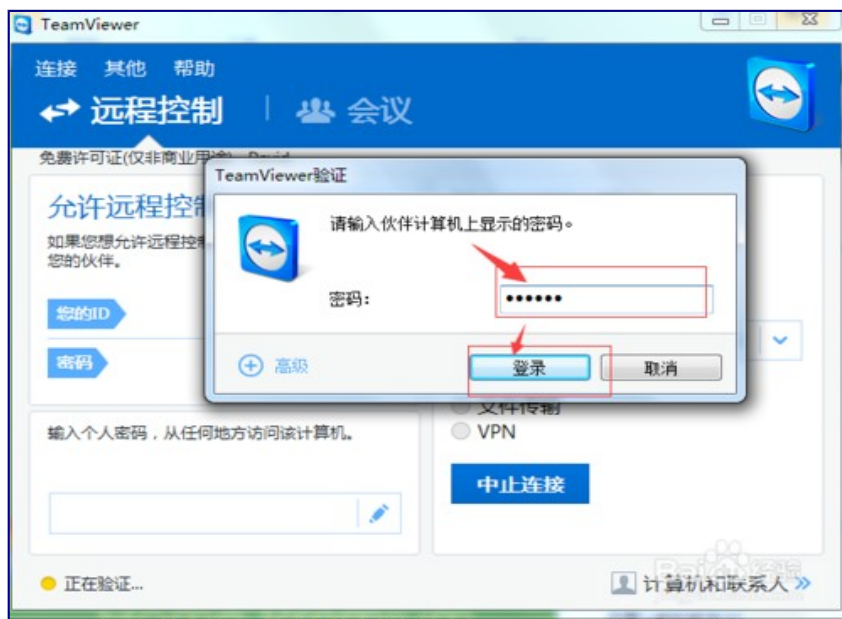 TeamViewer
连接 其他 帮助
远程控制 会议
免费许可证(仅非商业用途) - David
TeamViewer验证
请输入伙伴计算机上显示的密码。
密码：
高级 登录 取消
允许远程控制
如果您想允许远程控
您的伙伴。
您的ID
密码
文件传输
VPN
输入个人密码，从任何地方访问该计算机。
中止连接
正在验证...
计算机和联系人